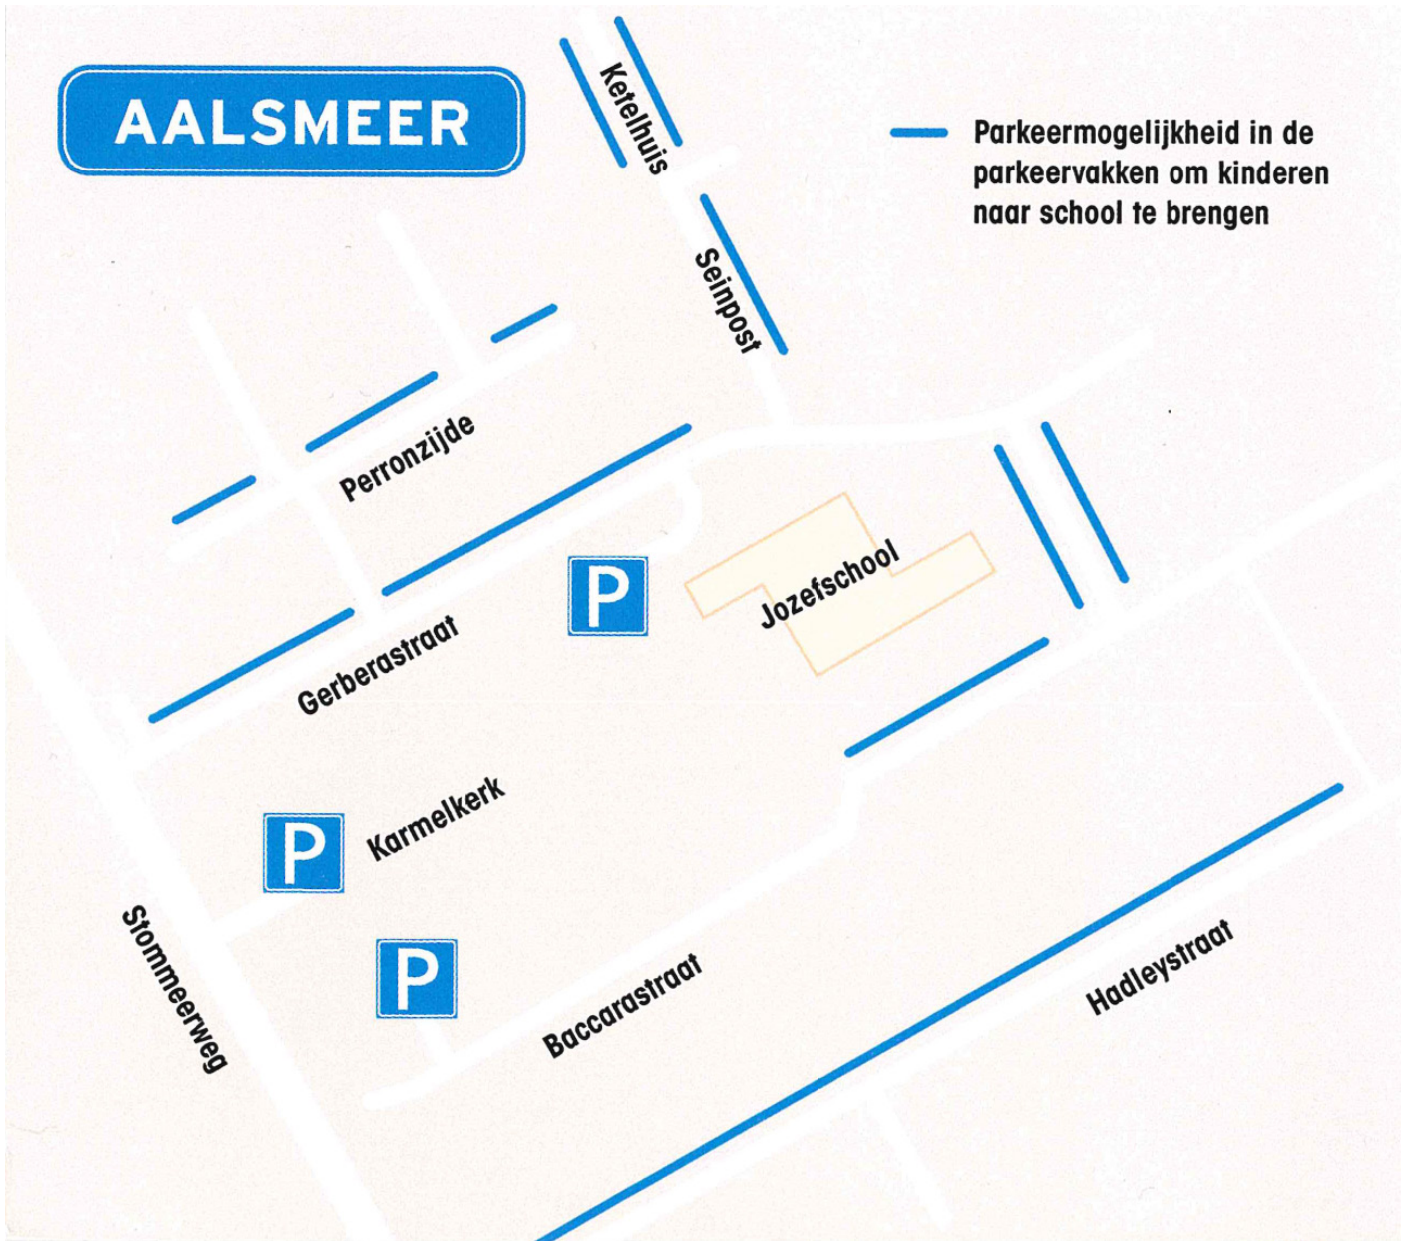 AALSMEER
Ketelhuis
Parkeermogelijkheid in de
parkeervakken om kinderen
naar school te brengen
Seinpost
Perronzijde
Jozefschool
P
Gerberastraat
Karmelkerk
P
Stommeerweg
P
Baccarastraat
Hadleystraat